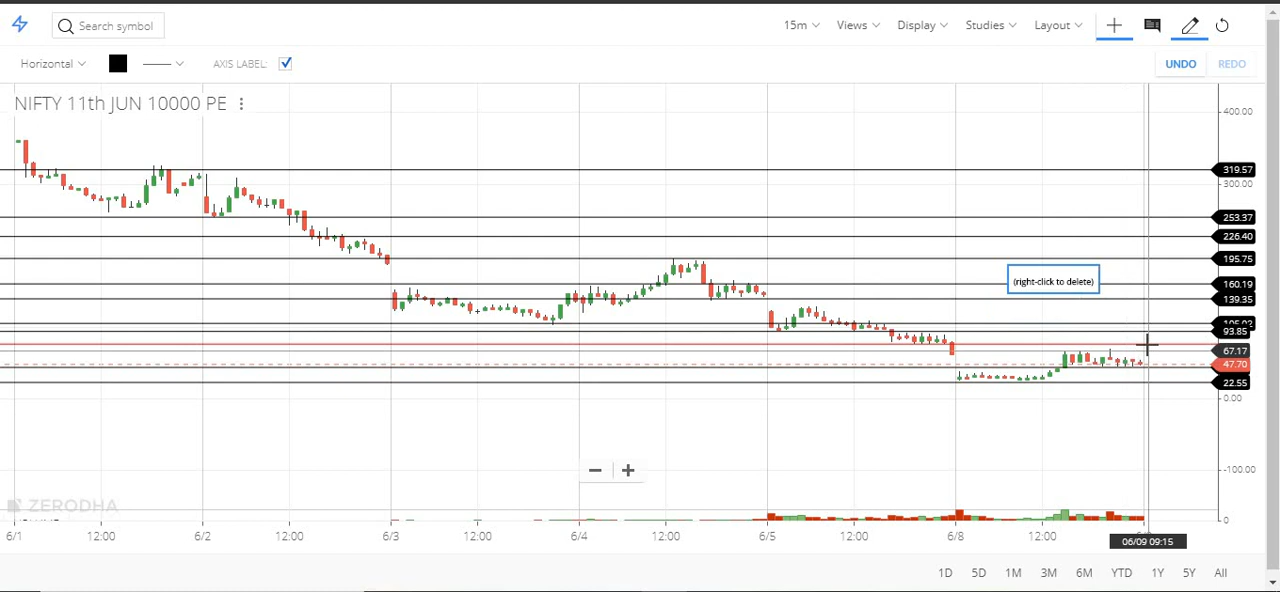 Search symbol 15m Views Display Studies Layout
Horizontal AXIS LABEL: UNDO REDO
NIFTY 11th JUN 10000 PE
400.00
319.57
300.00
253.37
226.40
195.75
(right-click to delete)
160.19
139.35
93.85
67.17
47.70
22.55
0.00
-100.00
ZERODHA
0
6/1 12:00 6/2 12:00 6/3 12:00 6/4 12:00 6/5 12:00 6/8 12:00
06/09 09:15
1D 5D 1M 3M 6M YTD 1Y 5Y All